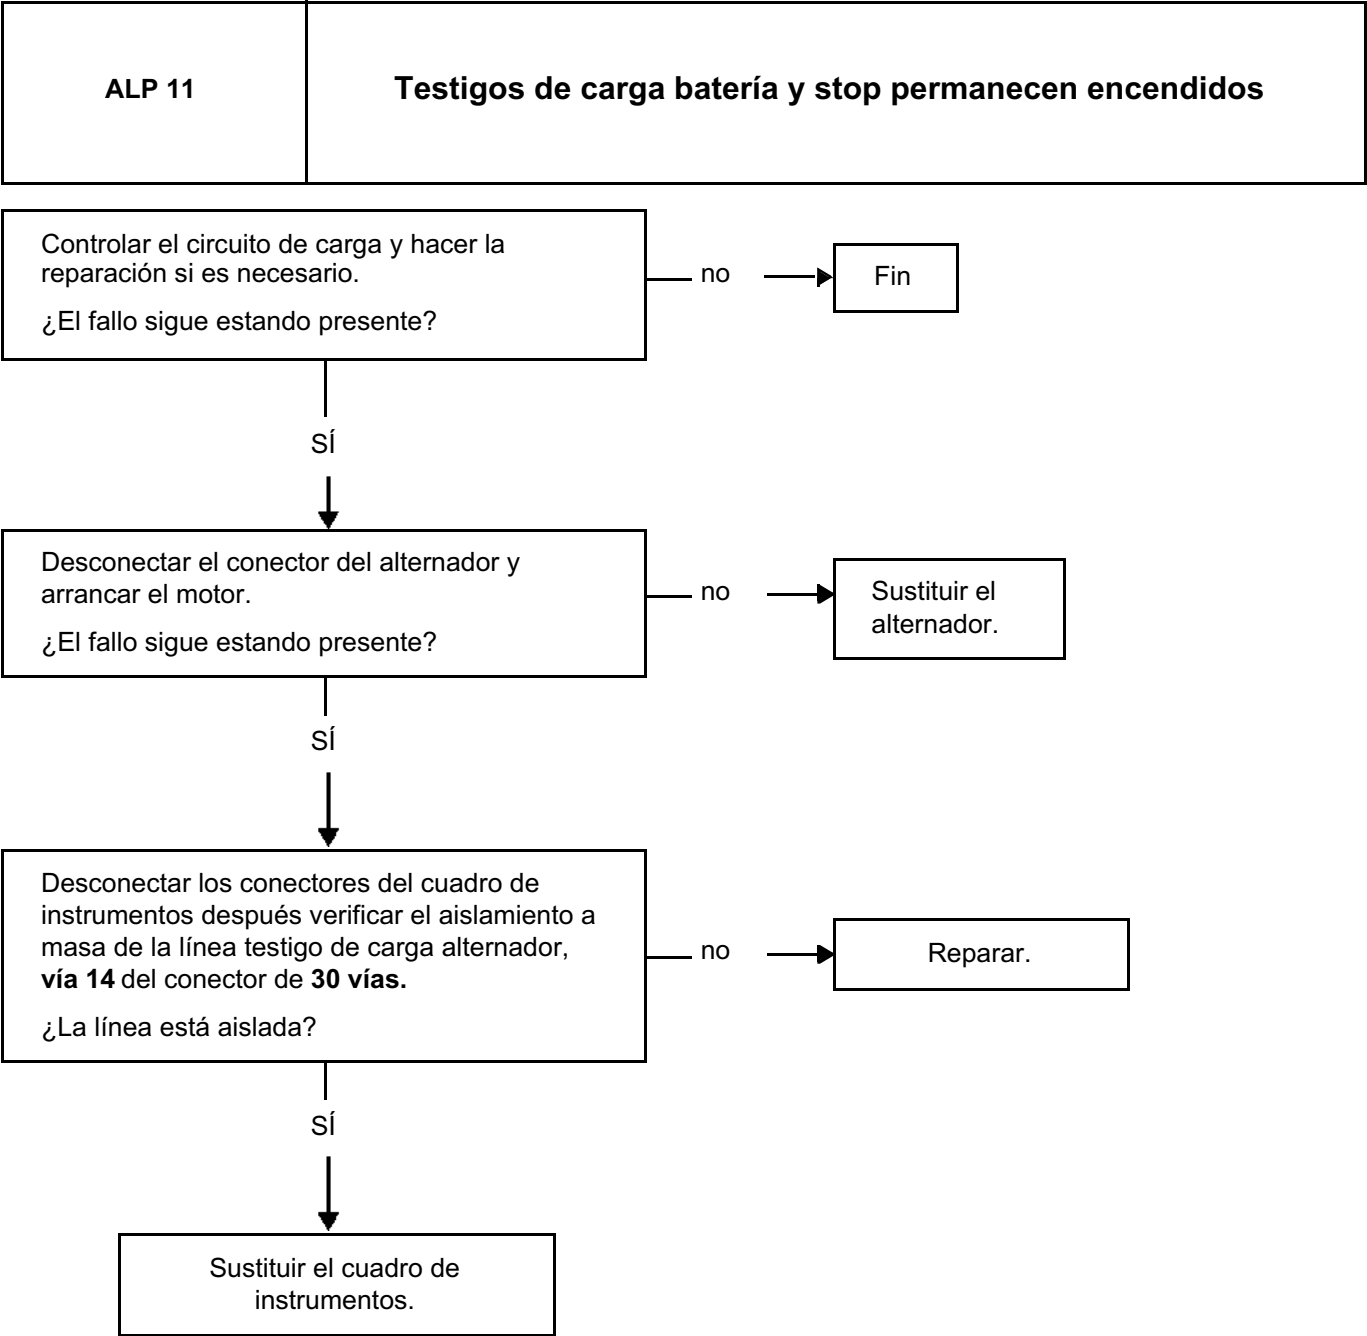 ALP 11
Testigos de carga batería y stop permanecen encendidos
Controlar el circuito de carga y hacer la
reparación si es necesario.
¿El fallo sigue estando presente?
no
Fin
SÍ
Desconectar el conector del alternador y
arrancar el motor.
¿El fallo sigue estando presente?
no
Sustituir el
alternador.
SÍ
Desconectar los conectores del cuadro de
instrumentos después verificar el aislamiento a
masa de la línea testigo de carga alternador,
vía 14 del conector de 30 vías.
¿La línea está aislada?
no
Reparar.
SÍ
Sustituir el cuadro de
instrumentos.